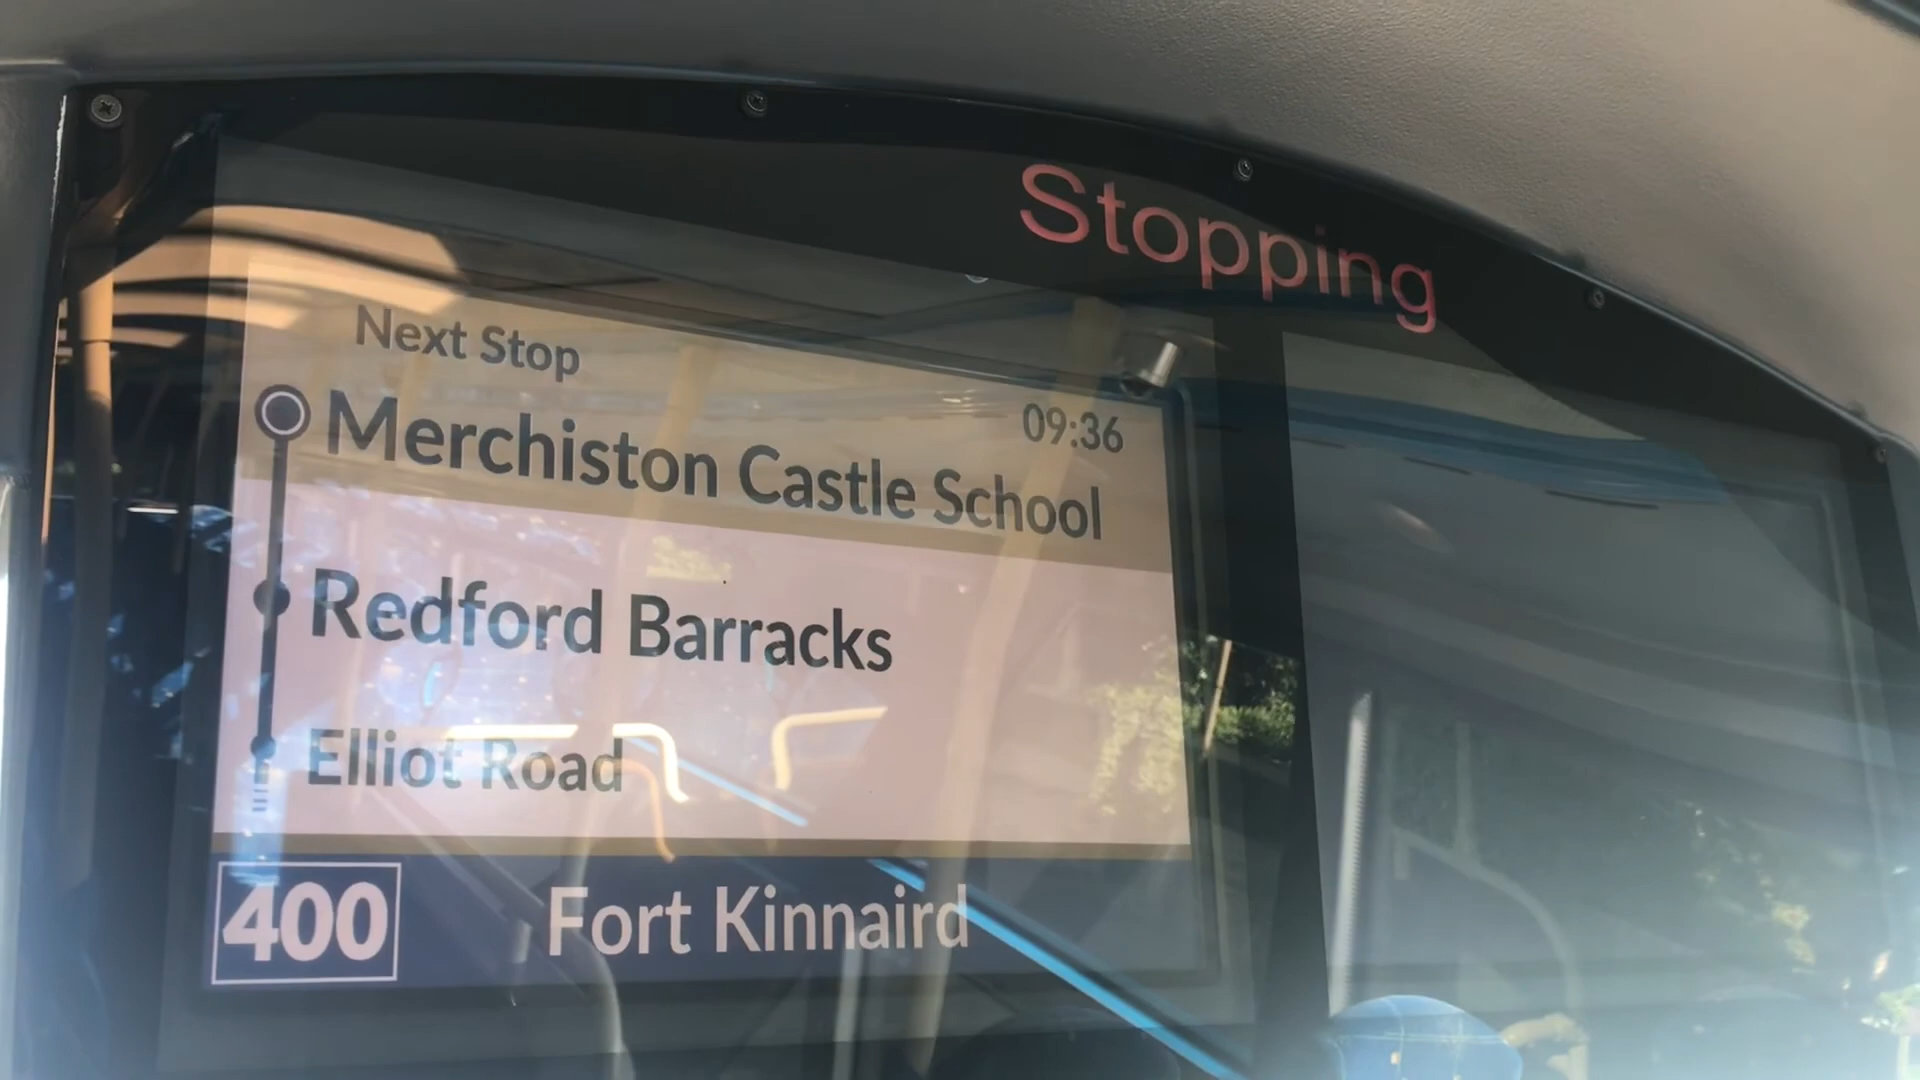 Stopping
Next Stop
09:36
Merchiston Castle School
Redford Barracks
Elliot Road
400 Fort Kinnaird